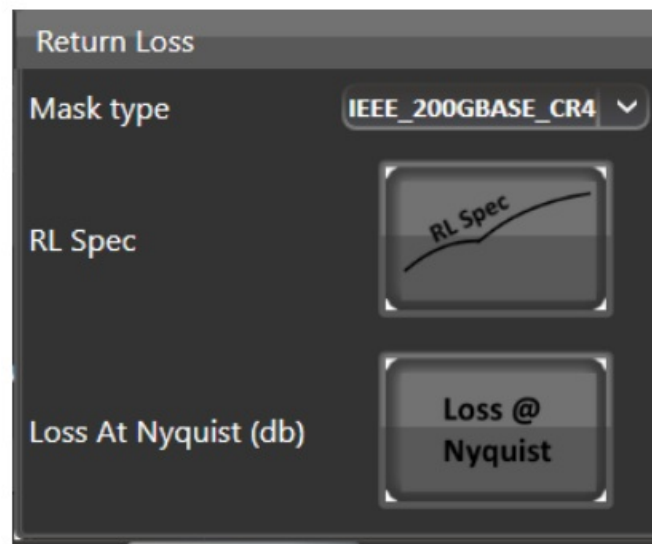 Return Loss
Mask type
IEEE_200GBASE_CR4
RL Spec
RL Spec
Loss At Nyquist (db)
Loss @
Nyquist